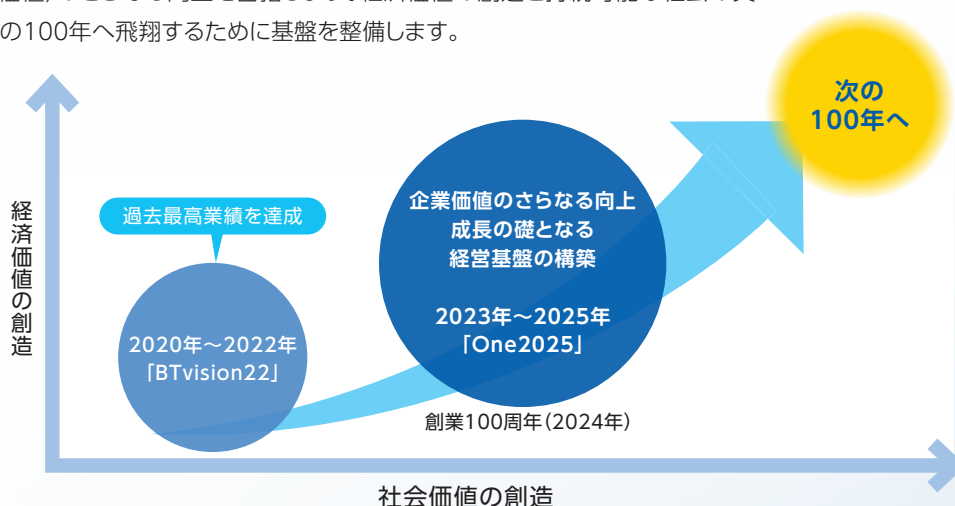 の100年へ飛翔するために基盤を整備します。
次の
100年へ
経済価値の創造
過去最高業績を達成
企業価値のさらなる向上
成長の礎となる
経営基盤の構築
2023年～2025年
「One2025」
2020年～2022年
「BTvision22」
創業100周年(2024年)
社会価値の創造